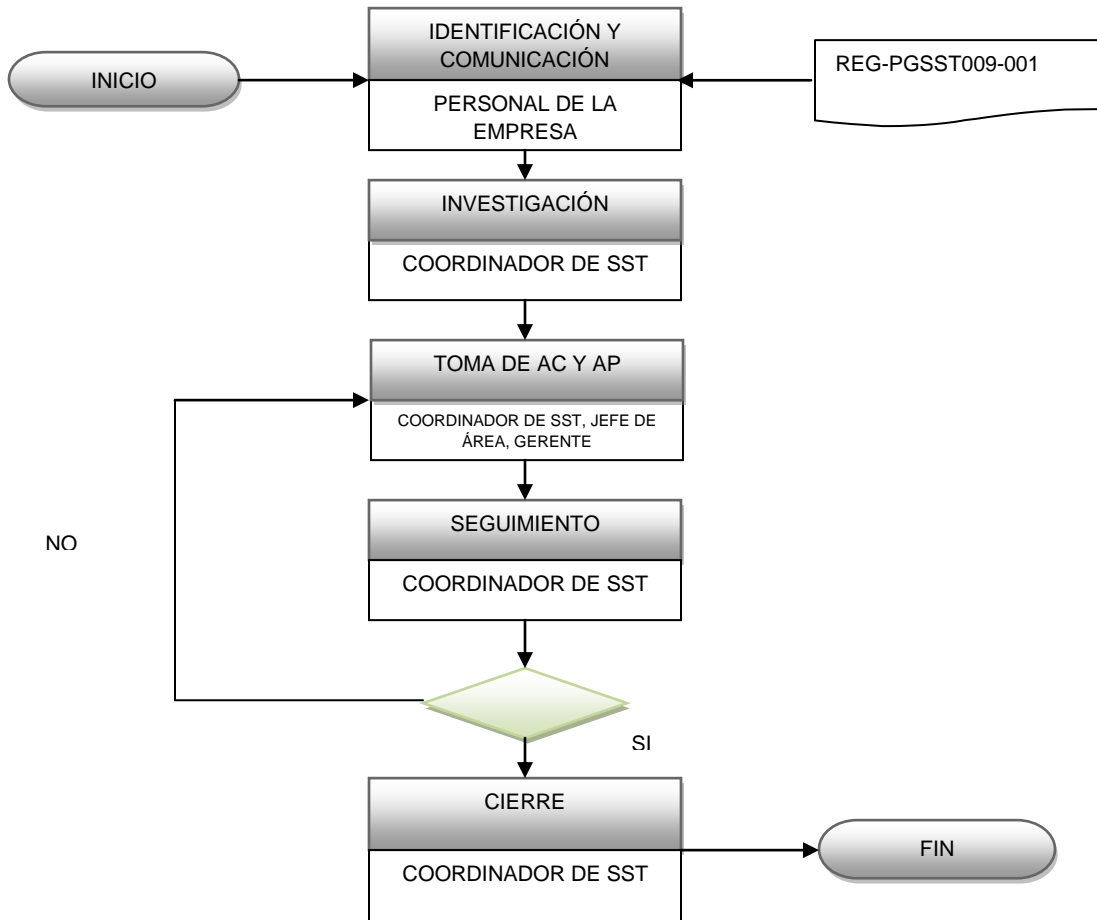 IDENTIFICACIÓN Y
COMUNICACIÓN
INICIO
REG-PGSST009-001
PERSONAL DE LA
EMPRESA
INVESTIGACIÓN
COORDINADOR DE SST
TOMA DE AC Y AP
COORDINADOR DE SST, JEFE DE
ÁREA, GERENTE
SEGUIMIENTO
NO
COORDINADOR DE SST
SI
CIERRE
FIN
COORDINADOR DE SST